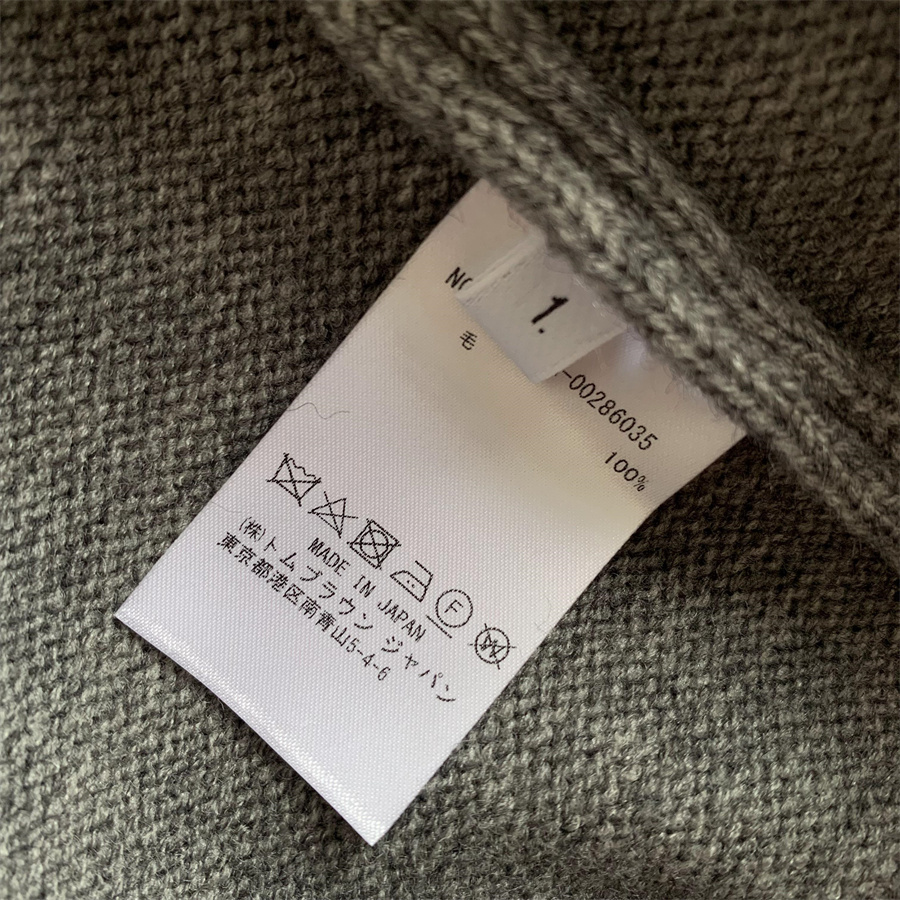 1.
-00286035
毛
100%
F
W
MADE IN JAPAN
(株)トムブラウン ジャパン
東京都港区南青山5-4-6